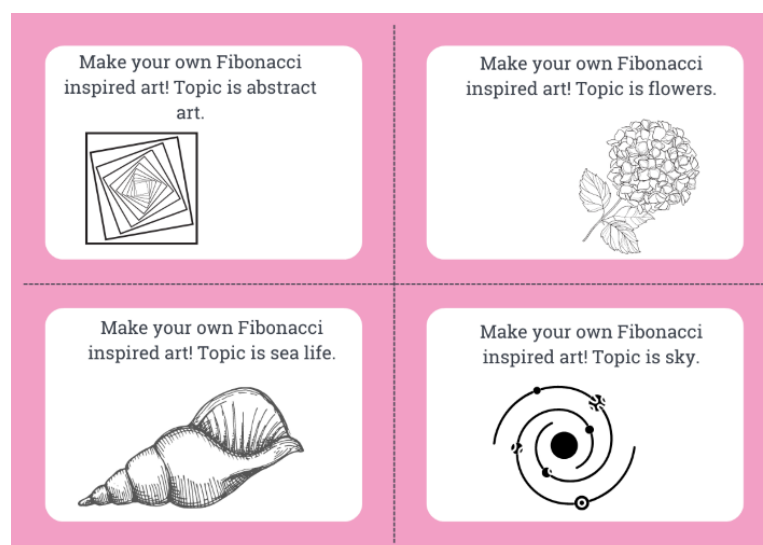 Make your own Fibonacci
inspired art! Topic is abstract
art.
Make your own Fibonacci
inspired art! Topic is flowers.
Make your own Fibonacci
inspired art! Topic is sea life.
Make your own Fibonacci
inspired art! Topic is sky.